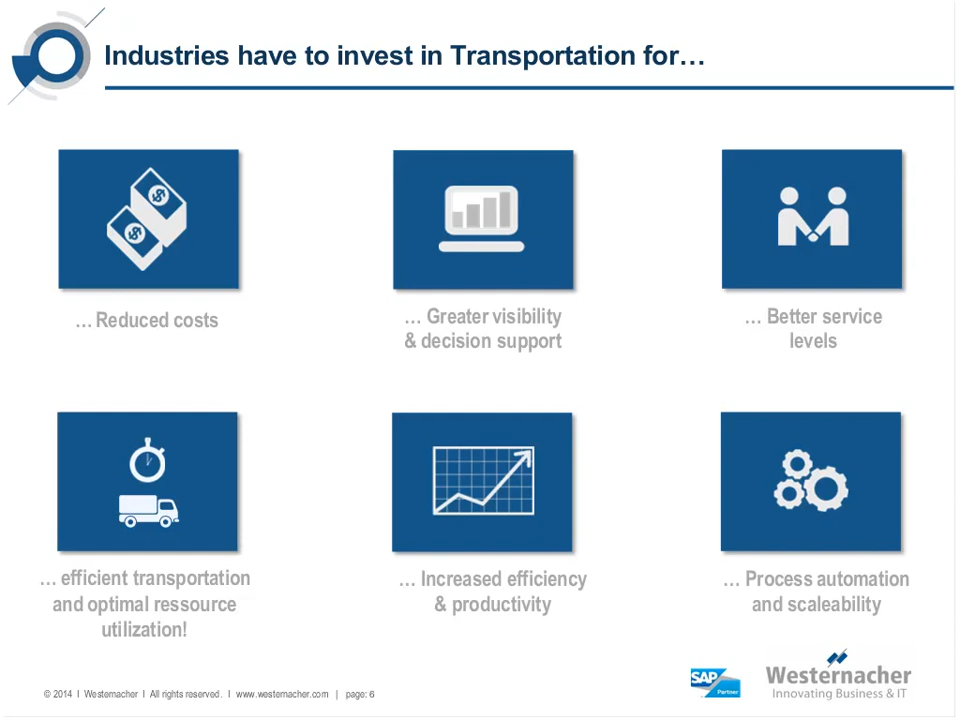 Industries have to invest in Transportation for…
… Reduced costs
… Greater visibility
& decision support
… Better service
levels
… efficient transportation
and optimal ressource
utilization!
… Increased efficiency
& productivity
… Process automation
and scaleability
© 2014 I Westernacher I All rights reserved. I www.westernacher.com | page: 6
SAP
Partner
Westernacher
Innovating Business & IT